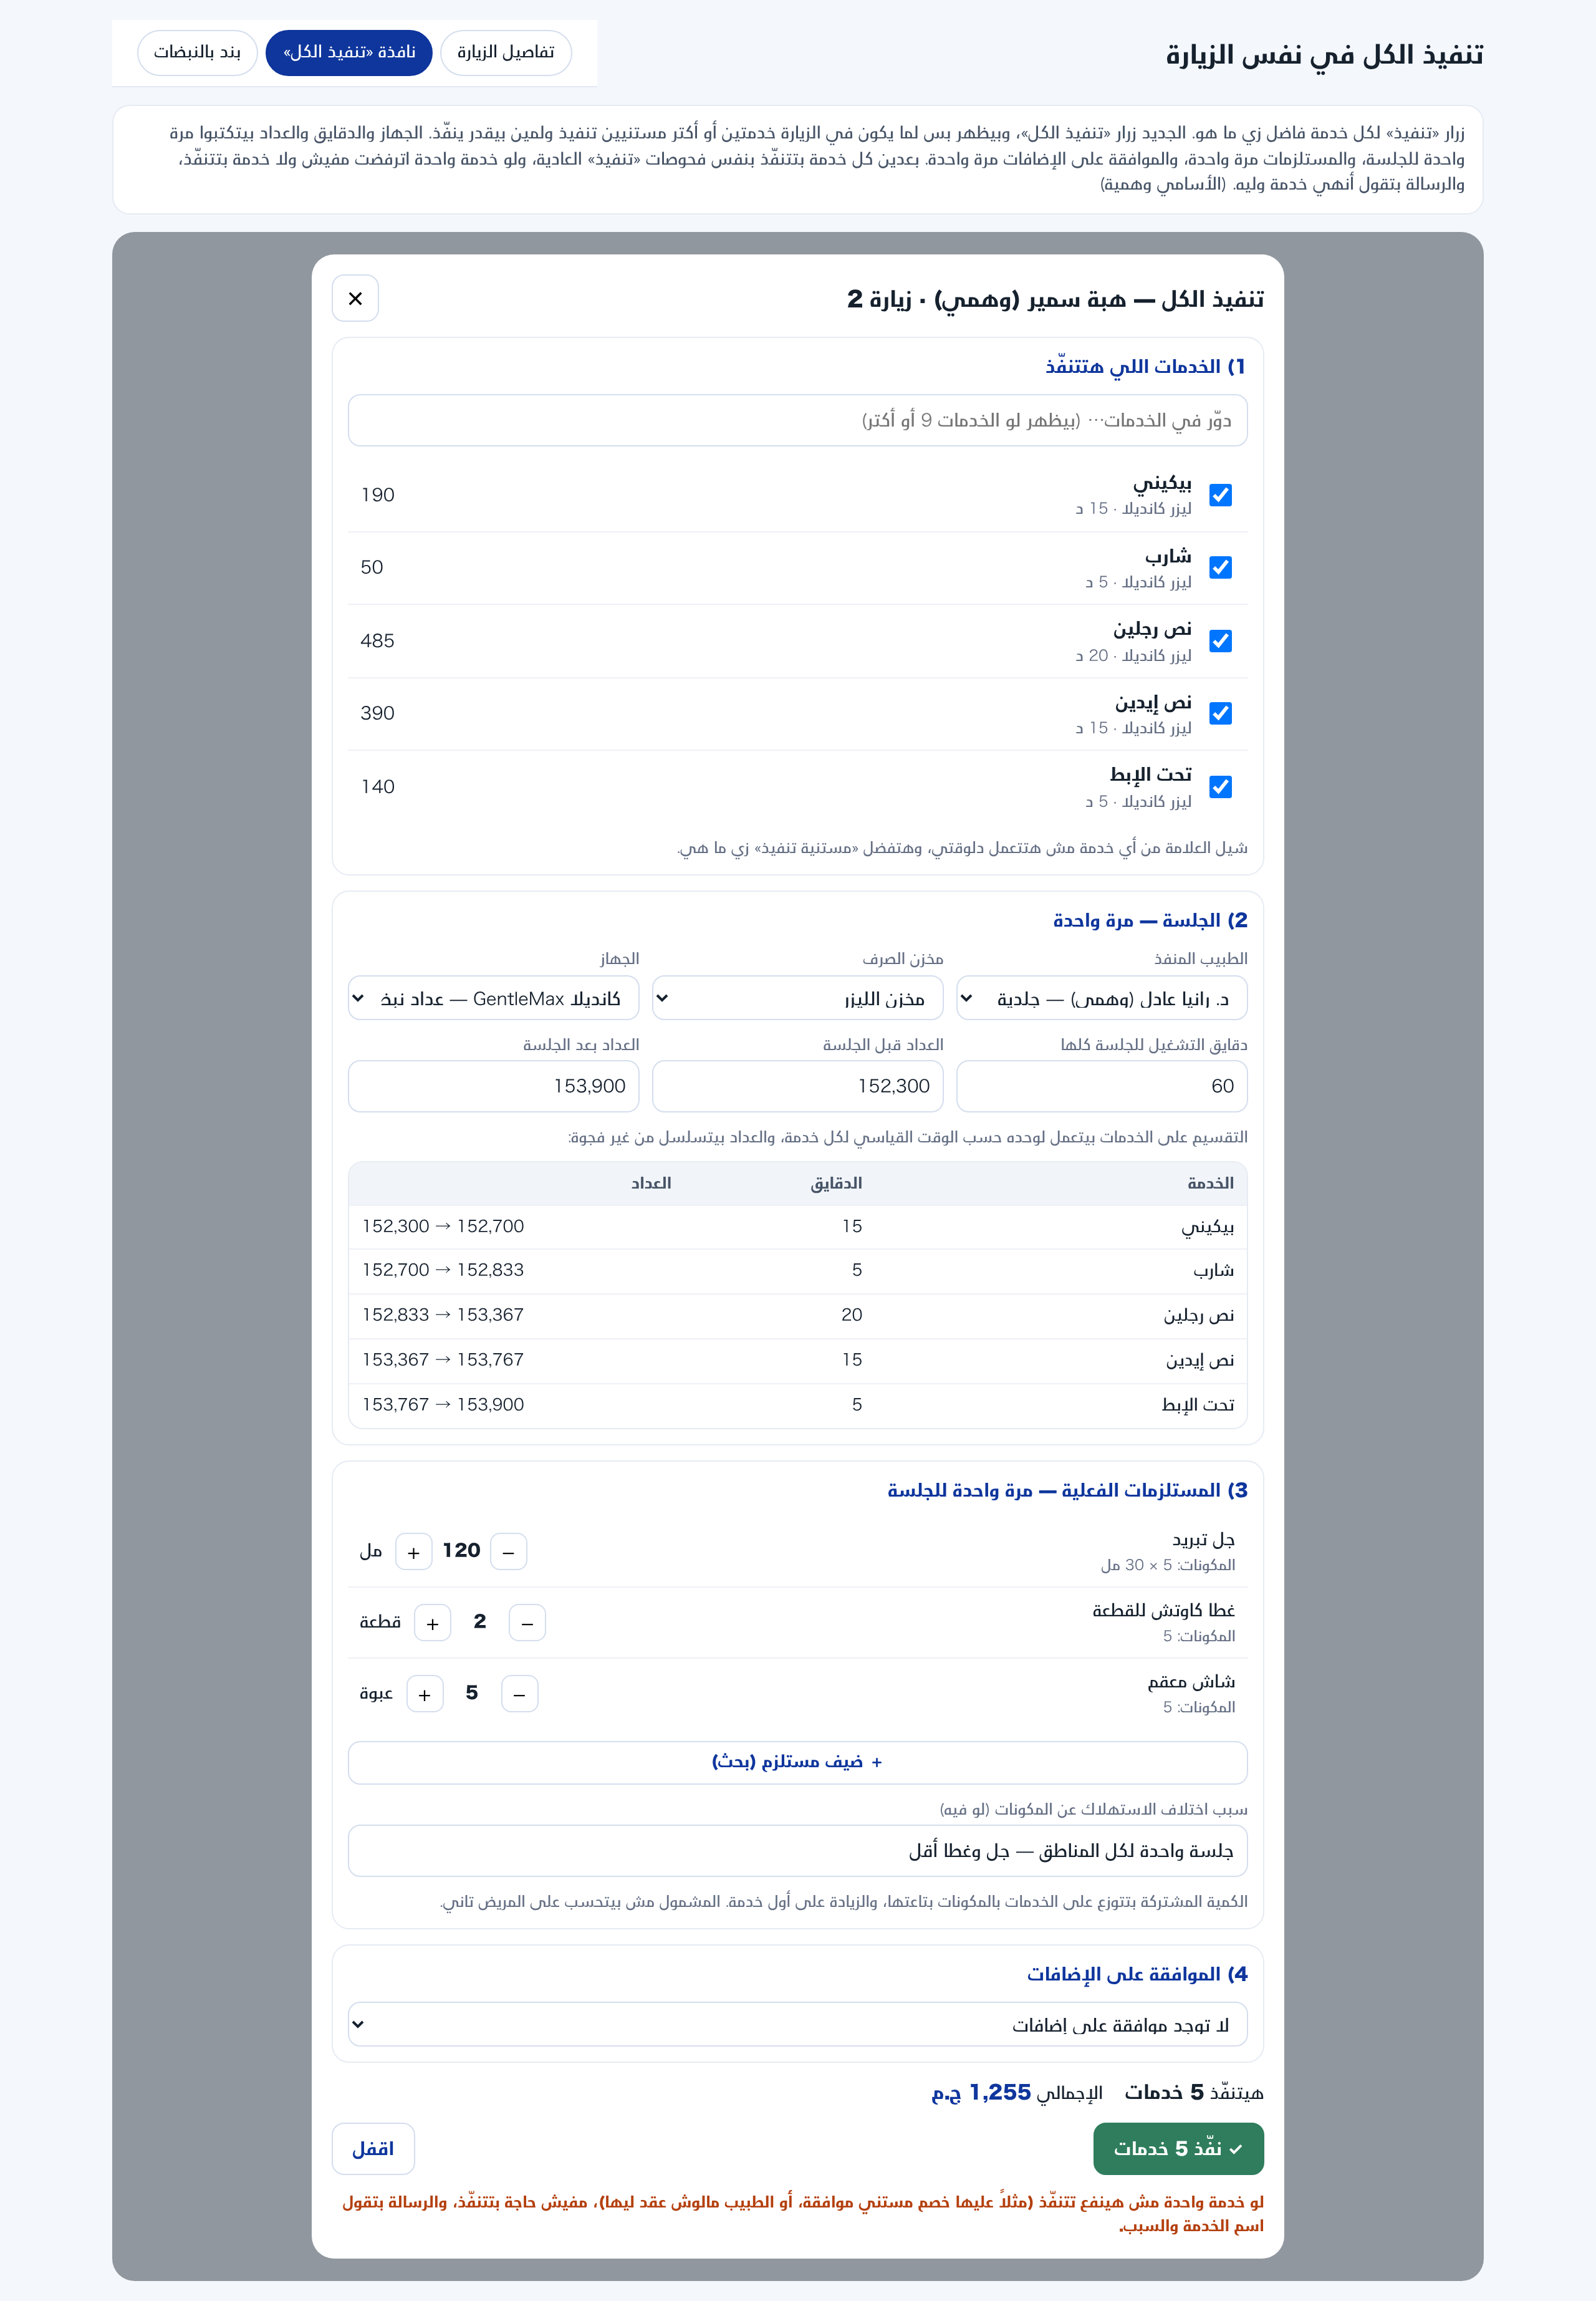 تنفيذ الكل في نفس الزيارة
تفاصيل الزيارة
نافذة «تنفيذ الكل»
بند بالنبضات
زرار «تنفيذ» لكل خدمة فاضل زي ما هو. الجديد زرار «تنفيذ الكل»، وبيظهر بس لما يكون في الزيارة خدمتين أو أكتر مستنيين تنفيذ ولمين بيقدر ينفّذ. الجهاز والدقايق والعداد بيتكتبوا مرة
واحدة للجلسة، والمستلزمات مرة واحدة، والموافقة على الإضافات مرة واحدة. بعدين كل خدمة بتتنفّذ بنفس فحوصات «تنفيذ» العادية، ولو خدمة واحدة اترفضت مفيش ولا خدمة بتتنفّذ،
والرسالة بتقول أنهي خدمة وليه. (الأسامي وهمية)
تنفيذ الكل — هبة سمير (وهمي) · زيارة 2
✕
1) الخدمات اللي هتتنفّذ
دوّر في الخدمات… (بيظهر لو الخدمات 9 أو أكتر)
بيكيني
ليزر كانديلا · 15 د
190
شارب
ليزر كانديلا · 5 د
50
نص رجلين
ليزر كانديلا · 20 د
485
نص إيدين
ليزر كانديلا · 15 د
390
تحت الإبط
ليزر كانديلا · 5 د
140
شيل العلامة من أي خدمة مش هتتعمل دلوقتي، وهتفضل «مستنية تنفيذ» زي ما هي.
2) الجلسة — مرة واحدة
الطبيب المنفذ
مخزن الصرف
الجهاز
د. رانيا عادل (وهمي) — جلدية
مخزن الليزر
كانديلا GentleMax — عداد نبض
دقايق التشغيل للجلسة كلها
العداد قبل الجلسة
العداد بعد الجلسة
60
152,300
153,900
التقسيم على الخدمات بيتعمل لوحده حسب الوقت القياسي لكل خدمة، والعداد بيتسلسل من غير فجوة:
الخدمة الدقايق العداد
بيكيني 15 152,300 → 152,700
شارب 5 152,700 → 152,833
نص رجلين 20 152,833 → 153,367
نص إيدين 15 153,367 → 153,767
تحت الإبط 5 153,767 → 153,900
3) المستلزمات الفعلية — مرة واحدة للجلسة
جل تبريد
المكونات: 5 × 30 مل
− 120 + مل
غطا كاوتش للقطعة
المكونات: 5
− 2 + قطعة
شاش معقم
المكونات: 5
− 5 + عبوة
+ ضيف مستلزم (بحث)
سبب اختلاف الاستهلاك عن المكونات (لو فيه)
جلسة واحدة لكل المناطق — جل وغطا أقل
الكمية المشتركة بتتوزع على الخدمات بالمكونات بتاعتها، والزيادة على أول خدمة. المشمول مش بيتحسب على المريض تاني.
4) الموافقة على الإضافات
لا توجد موافقة على إضافات
هيتنفّذ 5 خدمات الإجمالي 1,255 ج.م
✓ نفّذ 5 خدمات
اقفل
لو خدمة واحدة مش هينفع تتنفّذ (مثلاً عليها خصم مستني موافقة، أو الطبيب مالوش عقد ليها)، مفيش حاجة بتتنفّذ، والرسالة بتقول
اسم الخدمة والسبب.